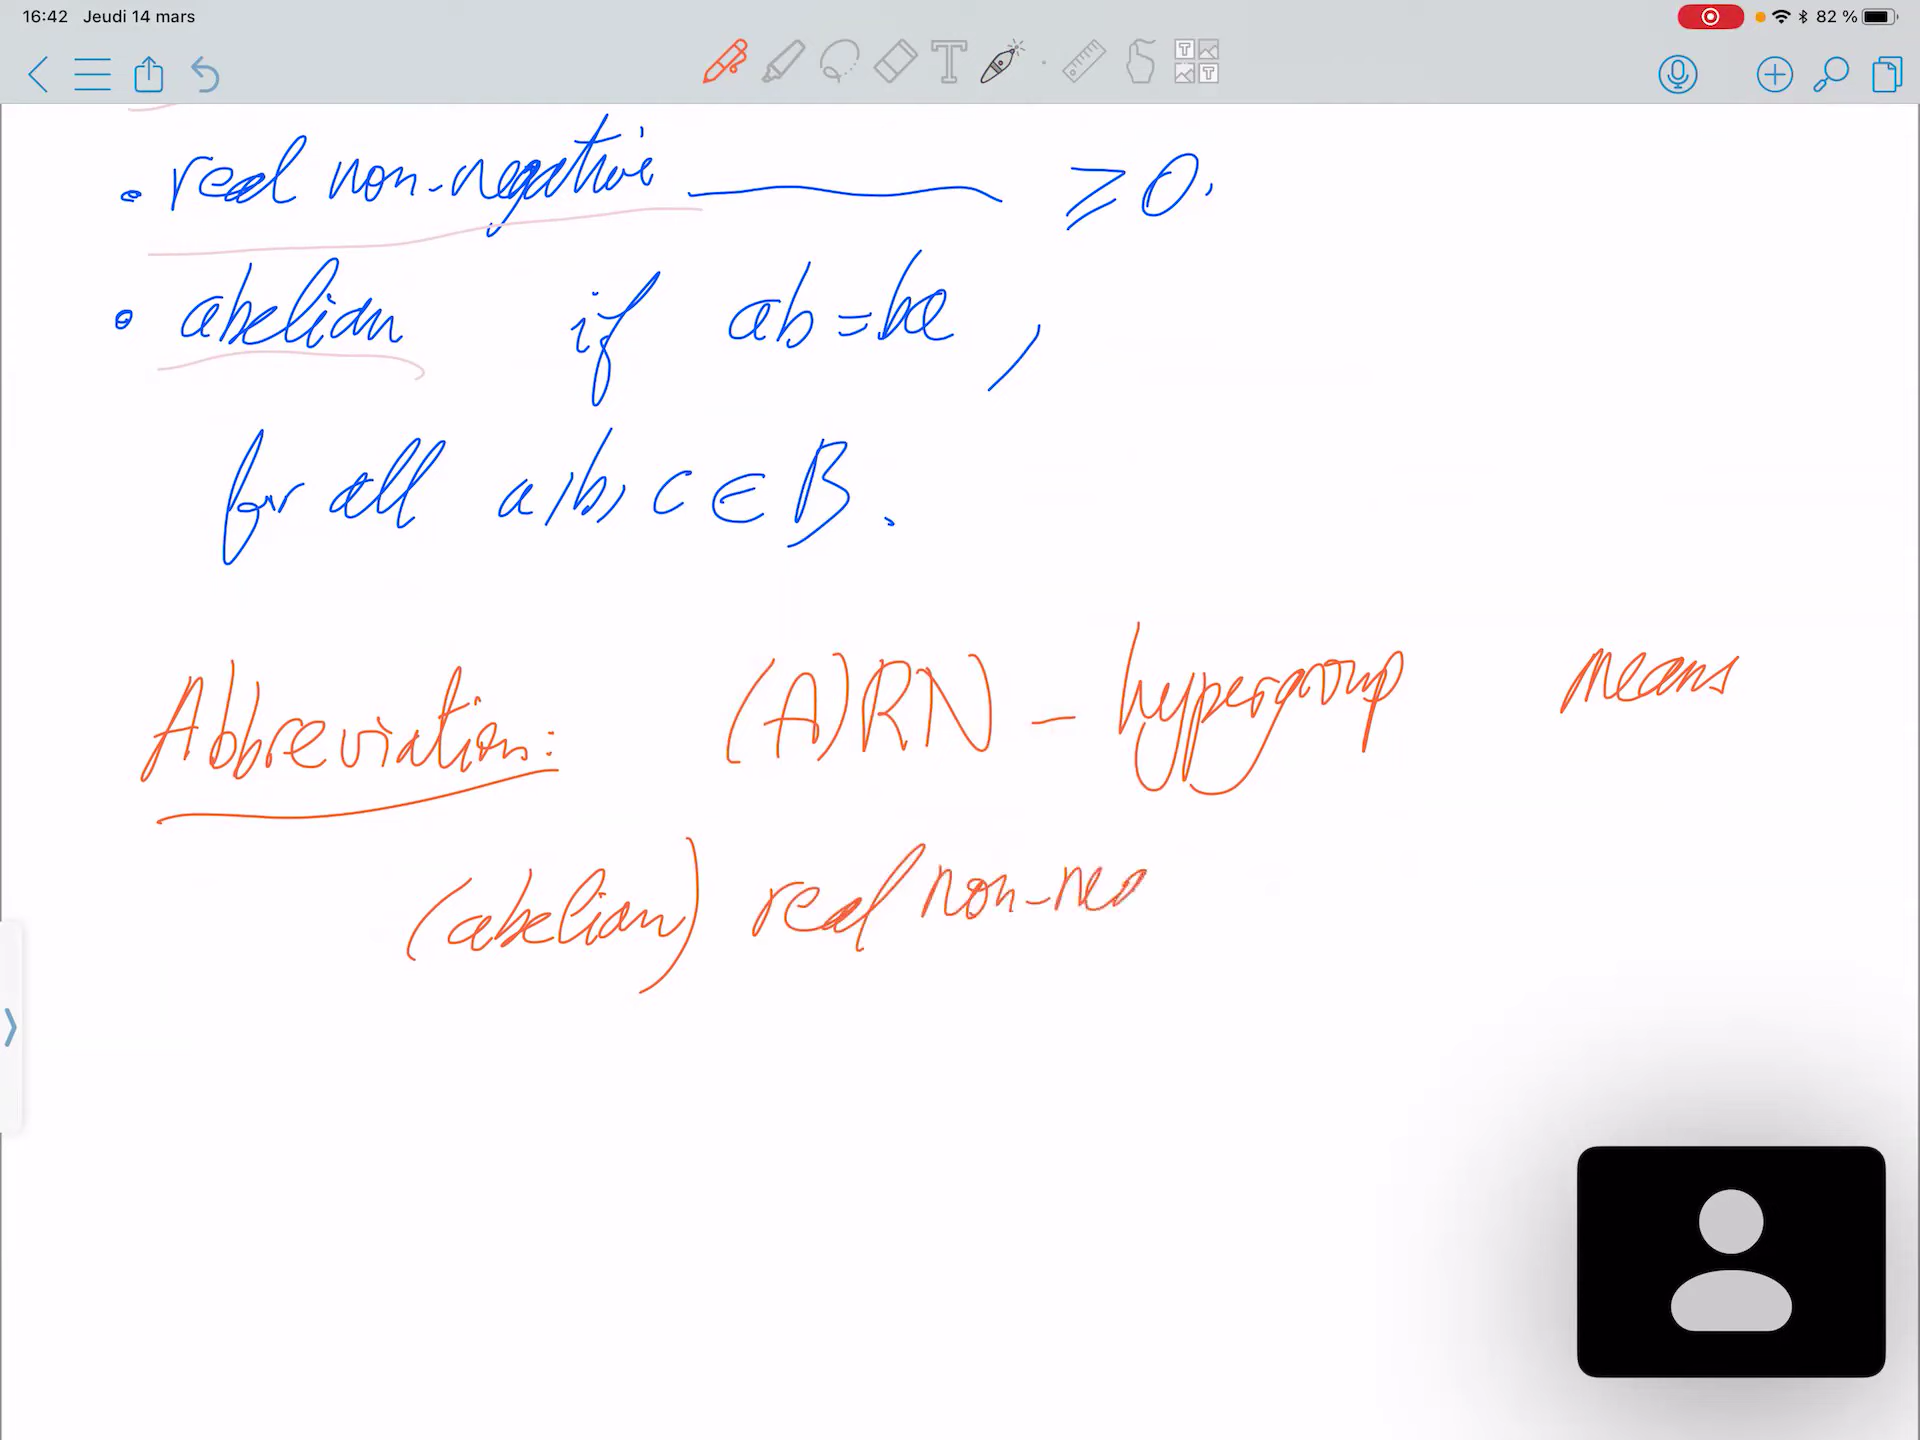 16:42 Jeudi 14 mars 82 %
• real non-negative ——— ≥ 0.
• abelian if ab = ba ,
for all a, b, c ∈ B .
Abbreviation: (A)RN - hypergroup means
(abelian) real non-neg